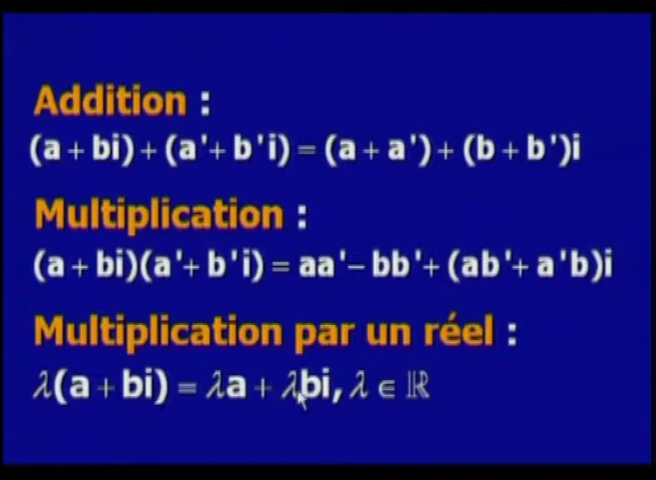 Addition :
(a + bi) + (a'+ b'i) = (a + a') + (b + b')i
Multiplication :
(a + bi)(a'+ b'i) = aa'− bb'+ (ab'+ a'b)i
Multiplication par un réel :
λ(a + bi) = λa + λbi, λ ∈ ℝ